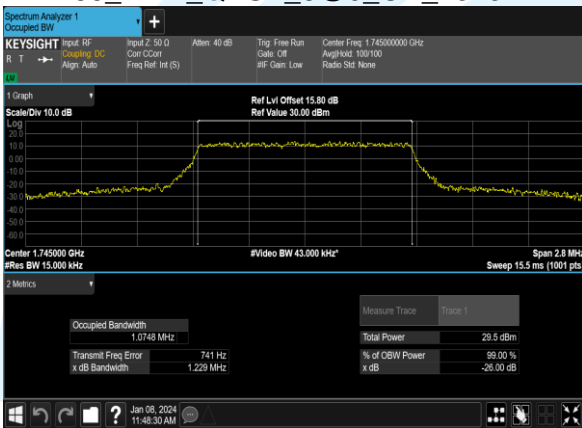 Spectrum Analyzer 1
Occupied BW
+
KEYSIGHT
R T
LW
Input: RF
Coupling: DC
Align: Auto
Input Z: 50 Ω
Corr CCorr
Freq Ref: Int (S)
Atten: 40 dB
Trig: Free Run
Gate: Off
#IF Gain: Low
Center Freq: 1.745000000 GHz
Avg|Hold: 100/100
Radio Std: None
1 Graph
Scale/Div 10.0 dB
Ref Lvl Offset 15.80 dB
Ref Value 30.00 dBm
Log
20.0
10.0
0.00
-10.0
-20.0
-30.0
-40.0
-50.0
-60.0
Center 1.745000 GHz
#Res BW 15.000 kHz
#Video BW 43.000 kHz*
Span 2.8 MHz
Sweep 15.5 ms (1001 pts)
2 Metrics
Measure Trace
Trace 1
Occupied Bandwidth
1.0748 MHz
Total Power
29.5 dBm
Transmit Freq Error
741 Hz
% of OBW Power
99.00 %
x dB Bandwidth
1.229 MHz
x dB
-26.00 dB
?
Jan 08, 2024
11:48:30 AM